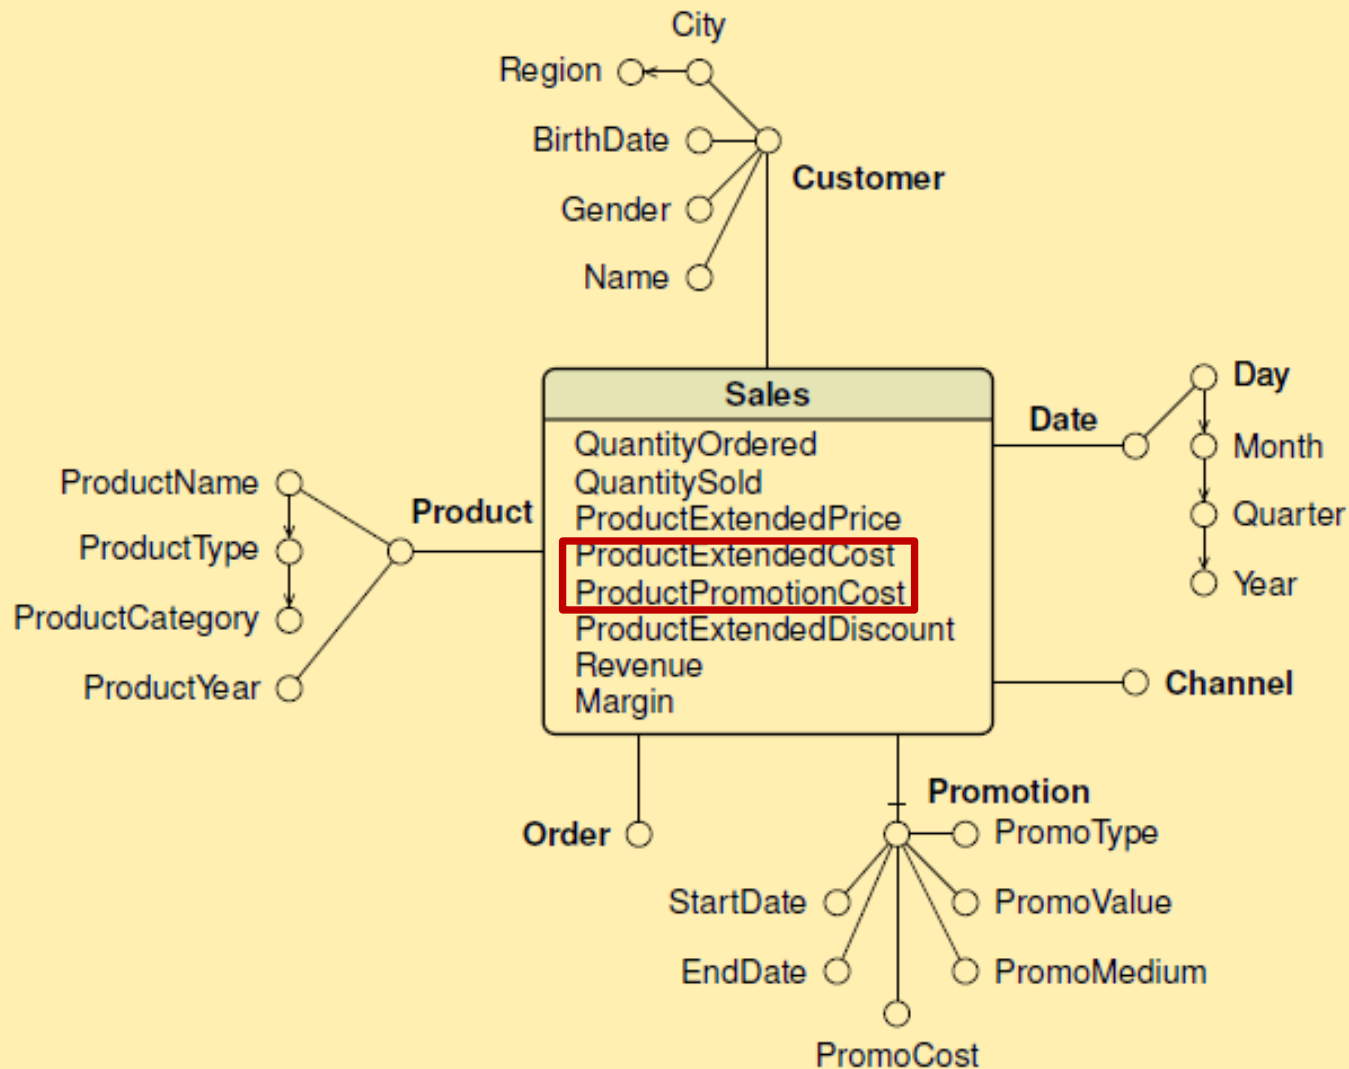 City
Region
BirthDate
Customer
Gender
Name
Sales
QuantityOrdered
QuantitySold
ProductExtendedPrice
ProductExtendedCost
ProductPromotionCost
ProductExtendedDiscount
Revenue
Margin
Date
Day
Month
Quarter
Year
ProductName
Product
ProductType
ProductCategory
ProductYear
Channel
Order
Promotion
PromoType
StartDate
PromoValue
EndDate
PromoMedium
PromoCost